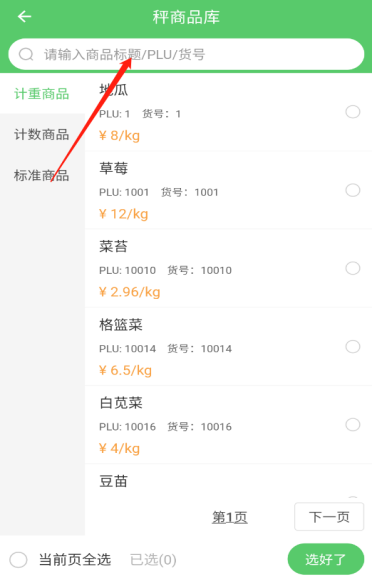 秤商品库
请输入商品标题/PLU/货号
计重商品
计数商品
标准商品
地瓜
PLU: 1 货号: 1
¥ 8/kg
草莓
PLU: 1001 货号: 1001
¥ 12/kg
菜苔
PLU: 10010 货号: 10010
¥ 2.96/kg
格篮菜
PLU: 10014 货号: 10014
¥ 6.5/kg
白苋菜
PLU: 10016 货号: 10016
¥ 4/kg
豆苗
第1页
下一页
当前页全选 已选(0)
选好了